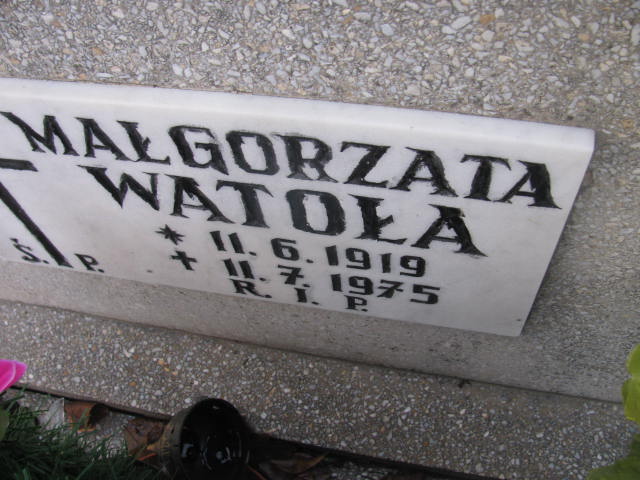 MAŁGORZATA
WATOŁA
* 11.6.1919
Ś.P. † 11.7.1975
R. I. P.